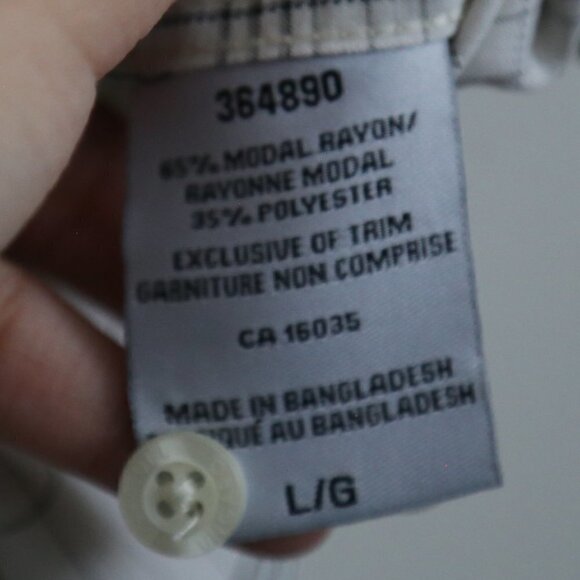 364890
65% MODAL RAYON/
RAYONNE MODAL
35% POLYESTER
EXCLUSIVE OF TRIM
GARNITURE NON COMPRISE
CA 16035
MADE IN BANGLADESH
AU BANGLADESH
L/G